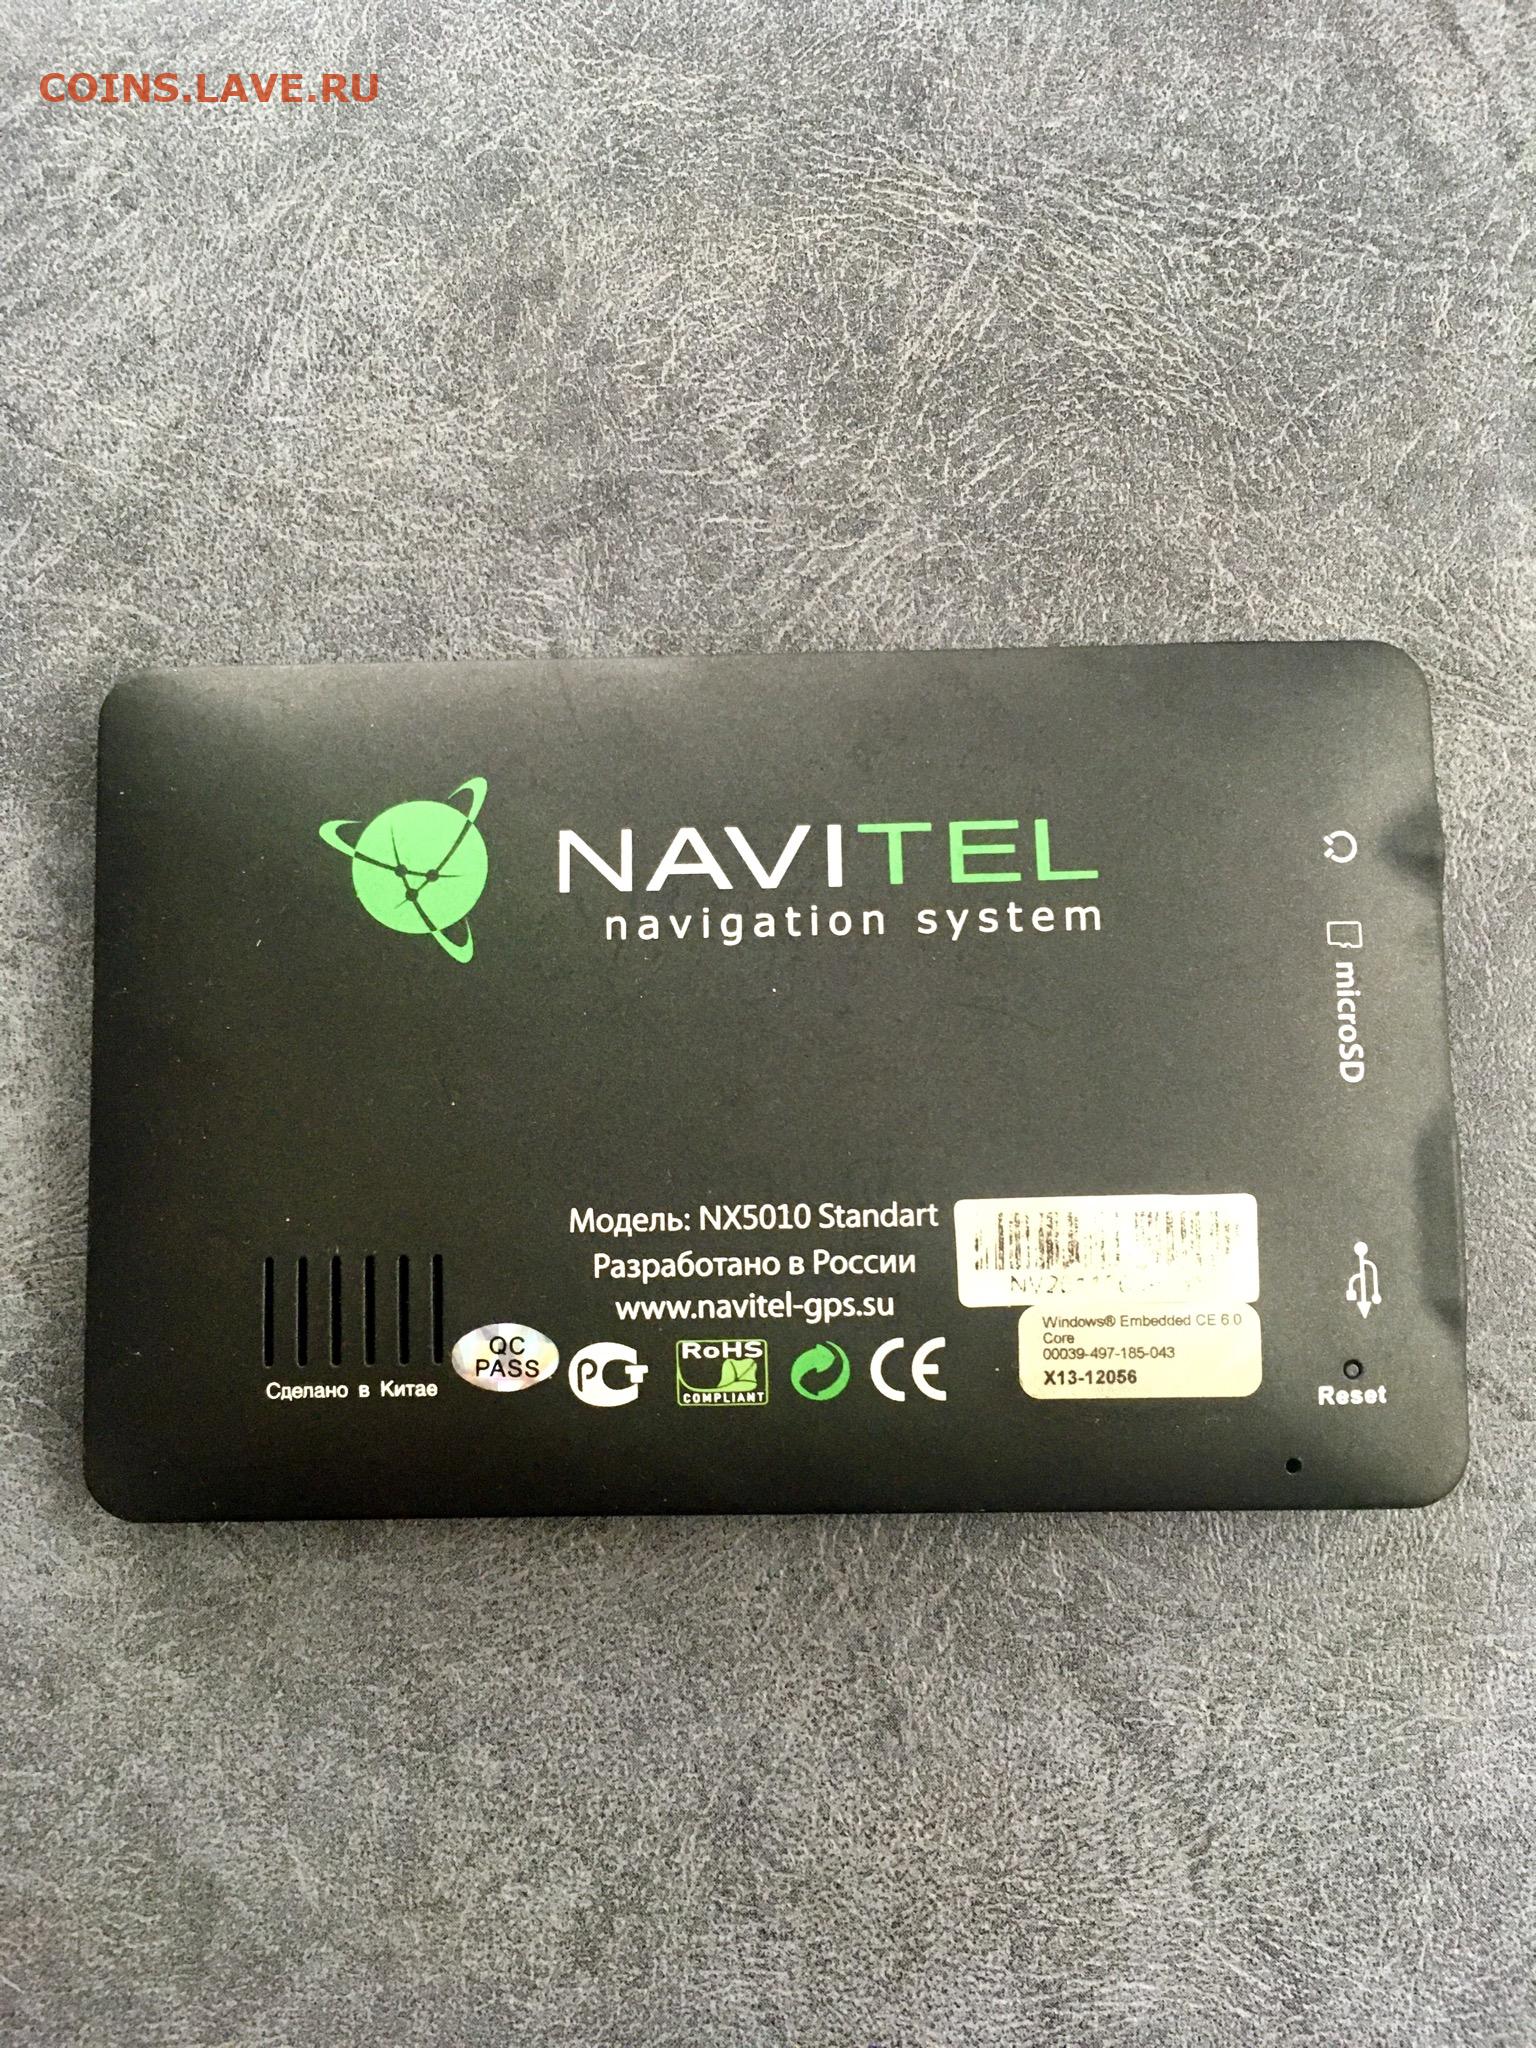 COINS.LAVE.RU
NAVITEL
navigation system
microSD
Модель: NX5010 Standart
Разработано в России
www.navitel-gps.su
Windows® Embedded CE 6.0
Core
00039-497-185-043
X13-12056
QC
PASS
РСТ
RoHS
COMPLIANT
CE
Сделано в Китае
Reset